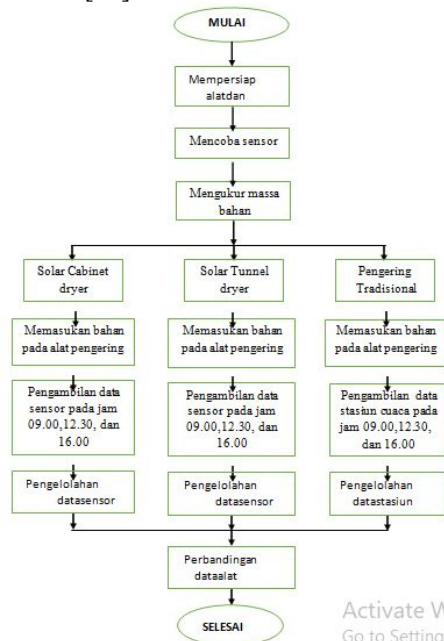 MULAI
Mempersiap
alatdan
Mencoba sensor
Mengukur massa
bahan
Solar Cabinet
dryer
Solar Tunnel
dryer
Pengering
Tradisional
Memasukan bahan
pada alat pengering
Memasukan bahan
pada alat pengering
Memasukan bahan
pada alat pengering
Pengambilan data
sensor pada jam
09.00,12.30, dan
16.00
Pengambilan data
sensor pada jam
09.00,12.30, dan
16.00
Pengambilan data
stasiun cuaca pada
jam 09.00,12.30,
dan 16.00
Pengelolahan
datasensor
Pengelolahan
datasensor
Pengelolahan
datastasiun
Perbandingan
dataalat
SELESAI
Activate W
Go to Setting